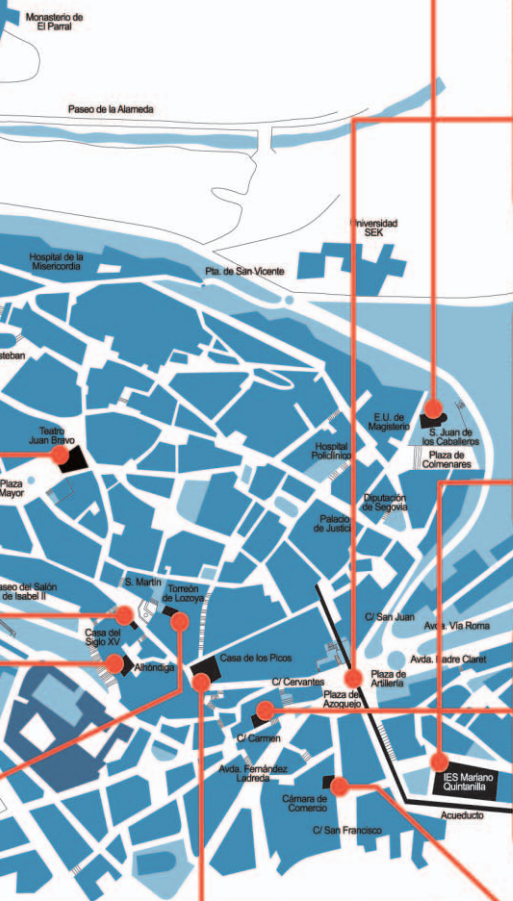 Monasterio de
El Parral
Paseo de la Alameda
Universidad
SEK
Hospital de la
Misericordia
Pta. de San Vicente
steban
Teatro
Juan Bravo
E.U. de
Magisterio
S. Juan de
los Caballeros
Hospital
Policlínico
Plaza de
Colmenares
Plaza
Mayor
Diputación
de Segovia
Palacio
de Justici
aseo del Salón
de Isabel II
S. Martín
Torreón
de Lozoya
C/ San Juan
Avda. Vía Roma
Casa del
Siglo XV
Alhóndiga
Casa de los Picos
Avda. Padre Claret
C/ Cervantes
Plaza de
Artillería
Plaza del
Azoguejo
C/ Carmen
Avda. Fernández
Ladreda
IES Mariano
Quintanilla
Cámara de
Comercio
Acueducto
C/ San Francisco